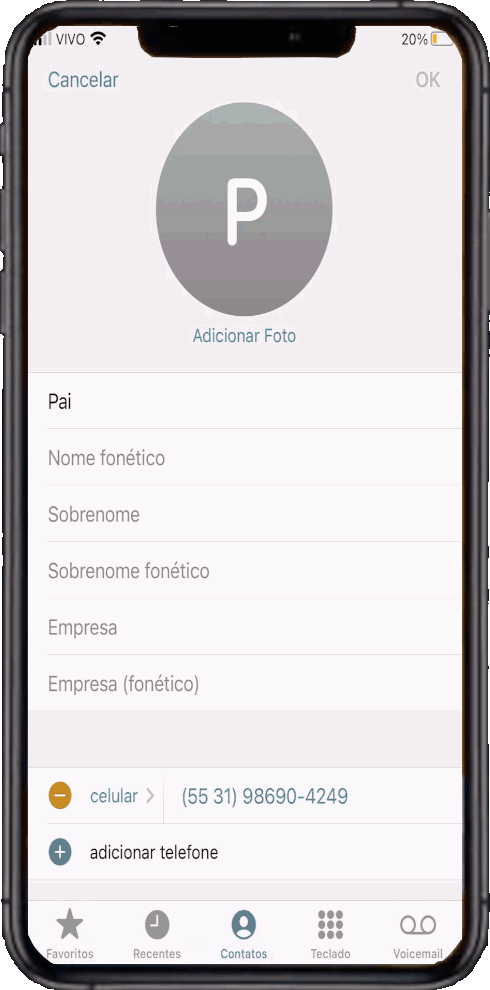 VIVO 20%
Cancelar OK
P
Adicionar Foto
Pai
Nome fonético
Sobrenome
Sobrenome fonético
Empresa
Empresa (fonético)
celular (55 31) 98690-4249
adicionar telefone
Favoritos Recentes Contatos Teclado Voicemail